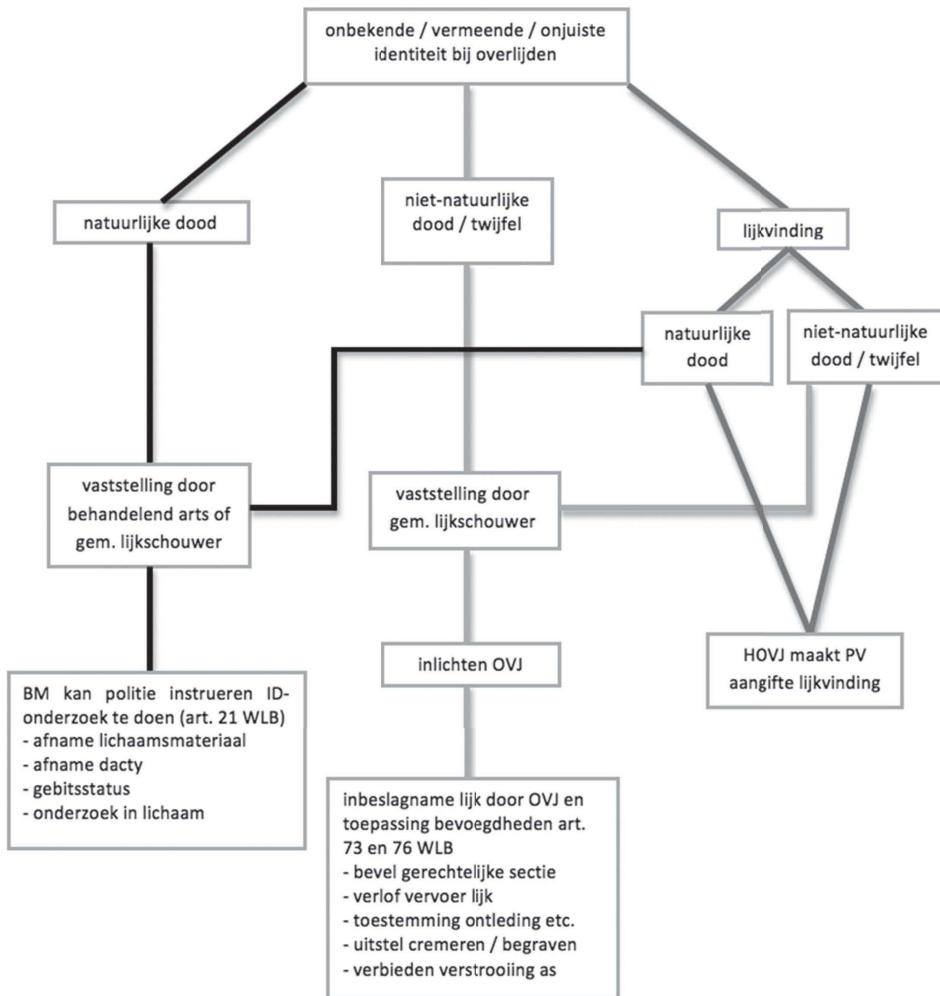 onbekende / vermeende / onjuiste
identiteit bij overlijden
natuurlijke dood
niet-natuurlijke
dood / twijfel
lijkvinding
natuurlijke
dood
niet-natuurlijke
dood / twijfel
vaststelling door
behandelend arts of
gem. lijkschouwer
vaststelling door
gem. lijkschouwer
inlichten OVJ
HOVJ maakt PV
aangifte lijkvinding
BM kan politie instrueren ID-
onderzoek te doen (art. 21 WLB)
- afname lichaamsmateriaal
- afname dacty
- gebitsstatus
- onderzoek in lichaam
inbeslagname lijk door OVJ en
toepassing bevoegdheden art.
73 en 76 WLB
- bevel gerechtelijke sectie
- verlof vervoer lijk
- toestemming ontleding etc.
- uitstel cremeren / begraven
- verbieden verstrooiing as